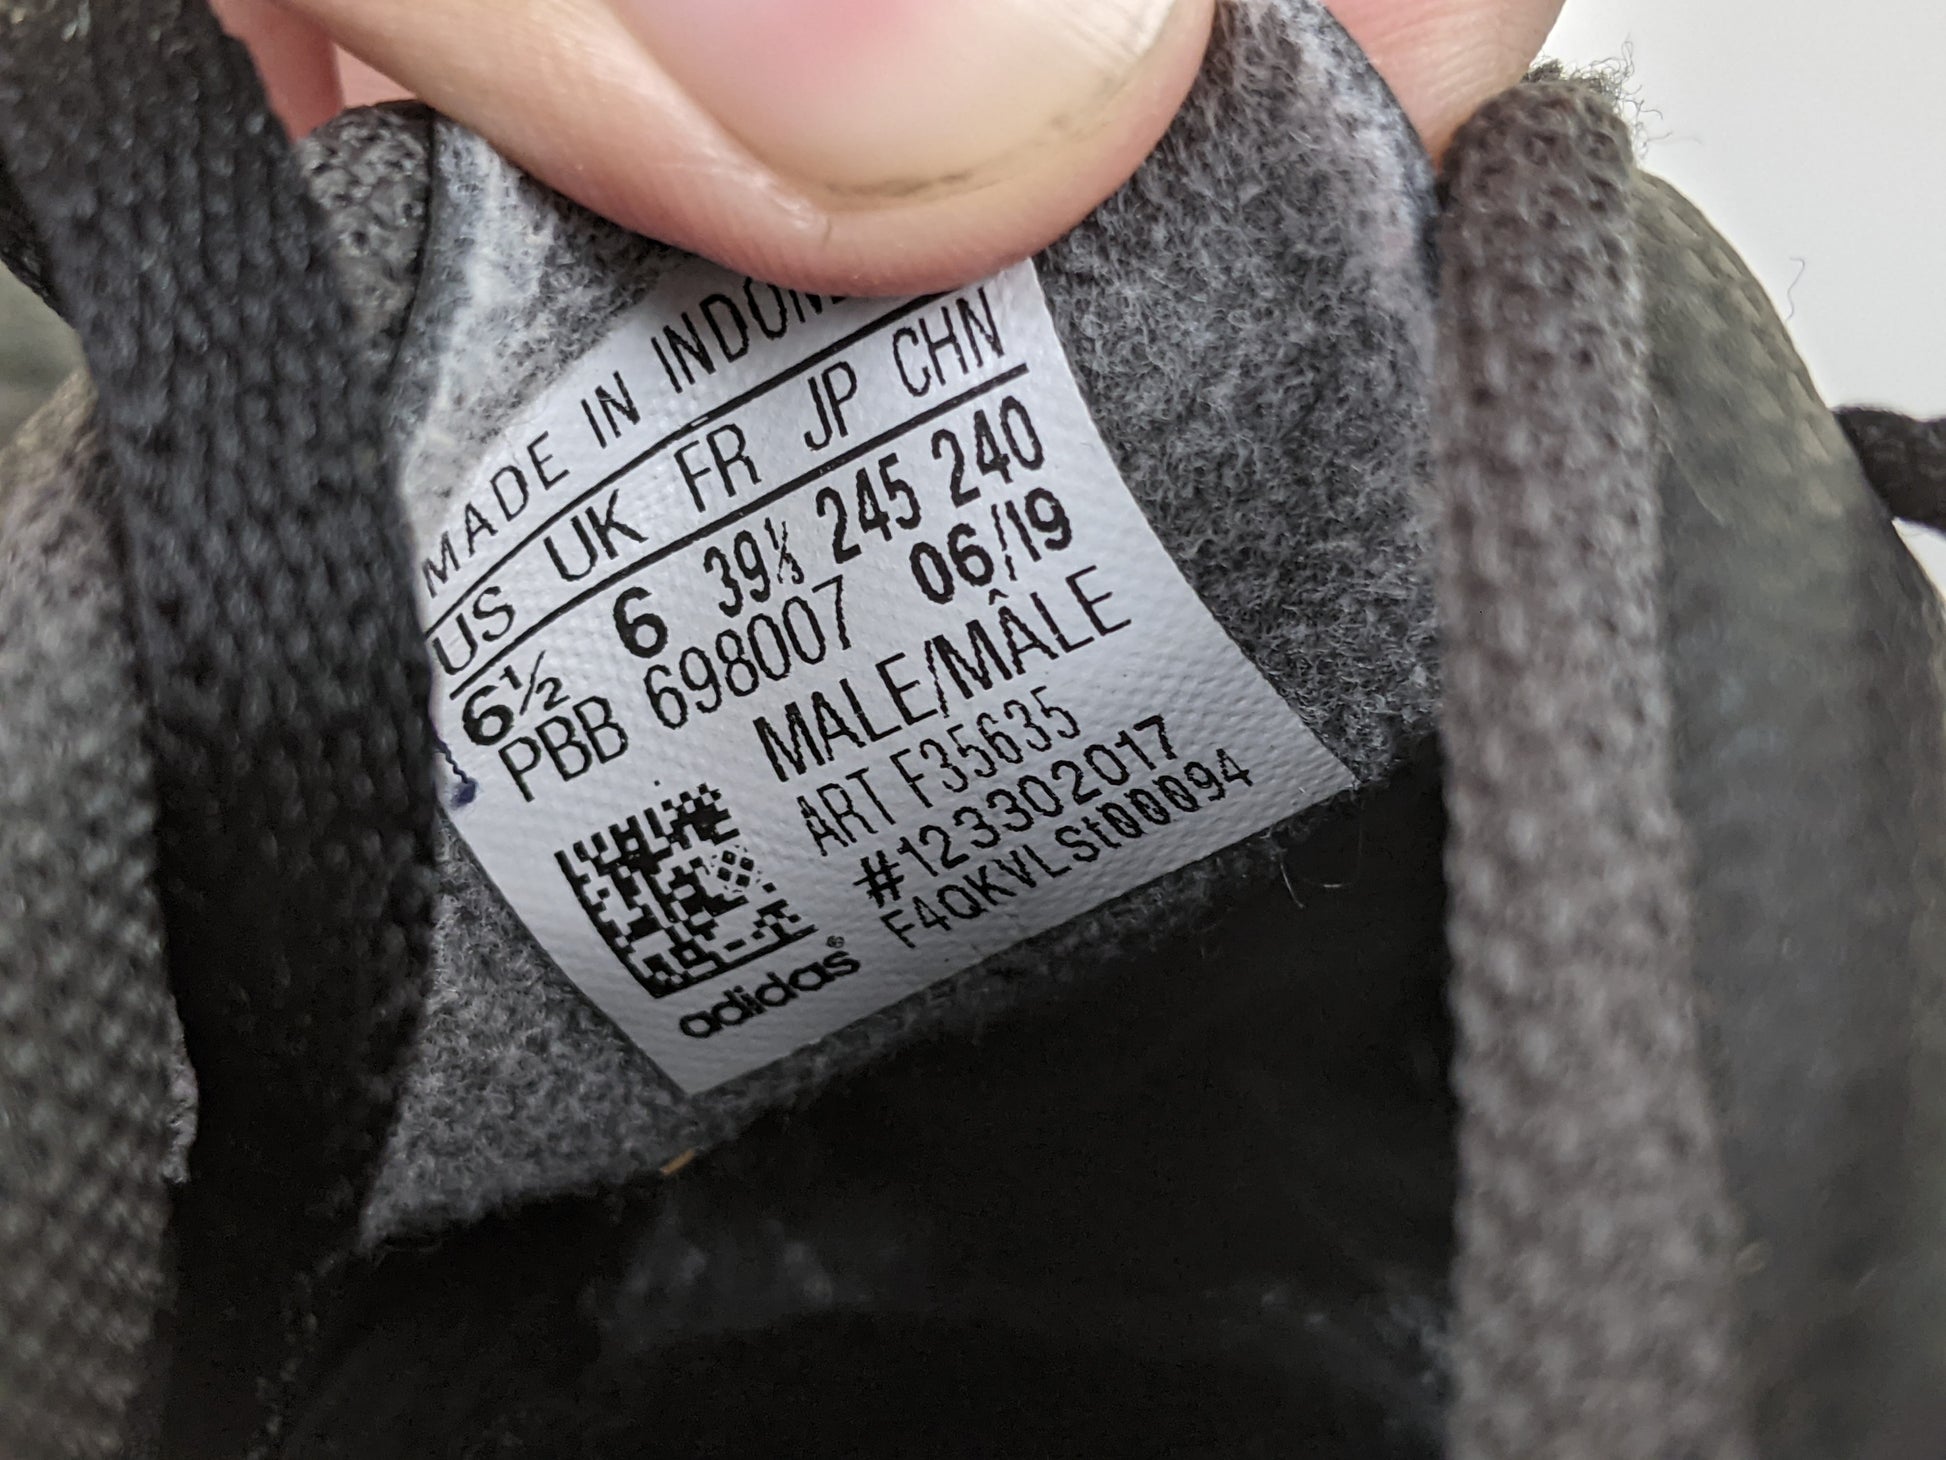 MADE IN
US UK FR JP CHN
6½ 6 39⅓ 245 240
PBB 698007 06/19
MALE/MÂLE
ART F35635
#123302017
F4QKVLSt00094
adidas®